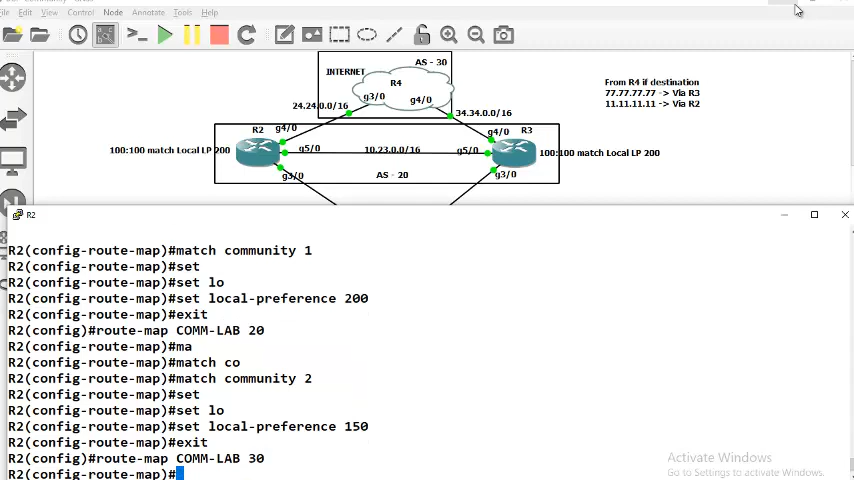 Edit View Control Node Annotate Tools Help
INTERNET
AS - 30
R4
g3/0
g4/0
From R4 if destination
77.77.77.77 -> Via R3
11.11.11.11 -> Via R2
24.24.0.0/16
34.34.0.0/16
R2
g4/0
g4/0
R3
100:100 match Local LP 200
g5/0
10.23.0.0/16
g5/0
100:100 match Local LP 200
g3/0
AS - 20
g3/0
R2
R2(config-route-map)#match community 1
R2(config-route-map)#set
R2(config-route-map)#set lo
R2(config-route-map)#set local-preference 200
R2(config-route-map)#exit
R2(config)#route-map COMM-LAB 20
R2(config-route-map)#ma
R2(config-route-map)#match co
R2(config-route-map)#match community 2
R2(config-route-map)#set
R2(config-route-map)#set lo
R2(config-route-map)#set local-preference 150
R2(config-route-map)#exit
R2(config)#route-map COMM-LAB 30
R2(config-route-map)#
Activate Windows
Go to Settings to activate Windows.